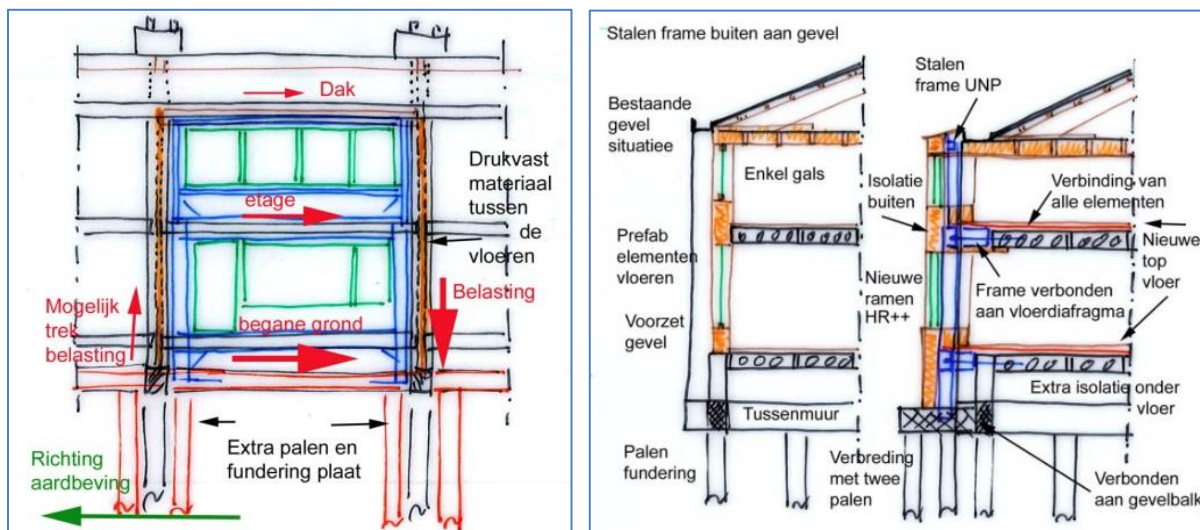 Dak
Drukvast
materiaal
tussen
de
vloeren
etage
Mogelijk
trek
belasting
begane grond
Belasting
Extra palen en
fundering plaat
Richting
aardbeving
Stalen frame buiten aan gevel
Bestaande
gevel
situatiee
Enkel gals
Prefab
elementen
vloeren
Voorzet
gevel
Tussenmuur
Palen
fundering
Stalen
frame UNP
Isolatie
buiten
Verbinding van
alle elementen
Nieuwe
top
vloer
Nieuwe
ramen
HR++
Frame verbonden
aan vloerdiafragma
Extra isolatie onder
vloer
Verbreding
met twee
palen
Verbonden
aan gevelbalk